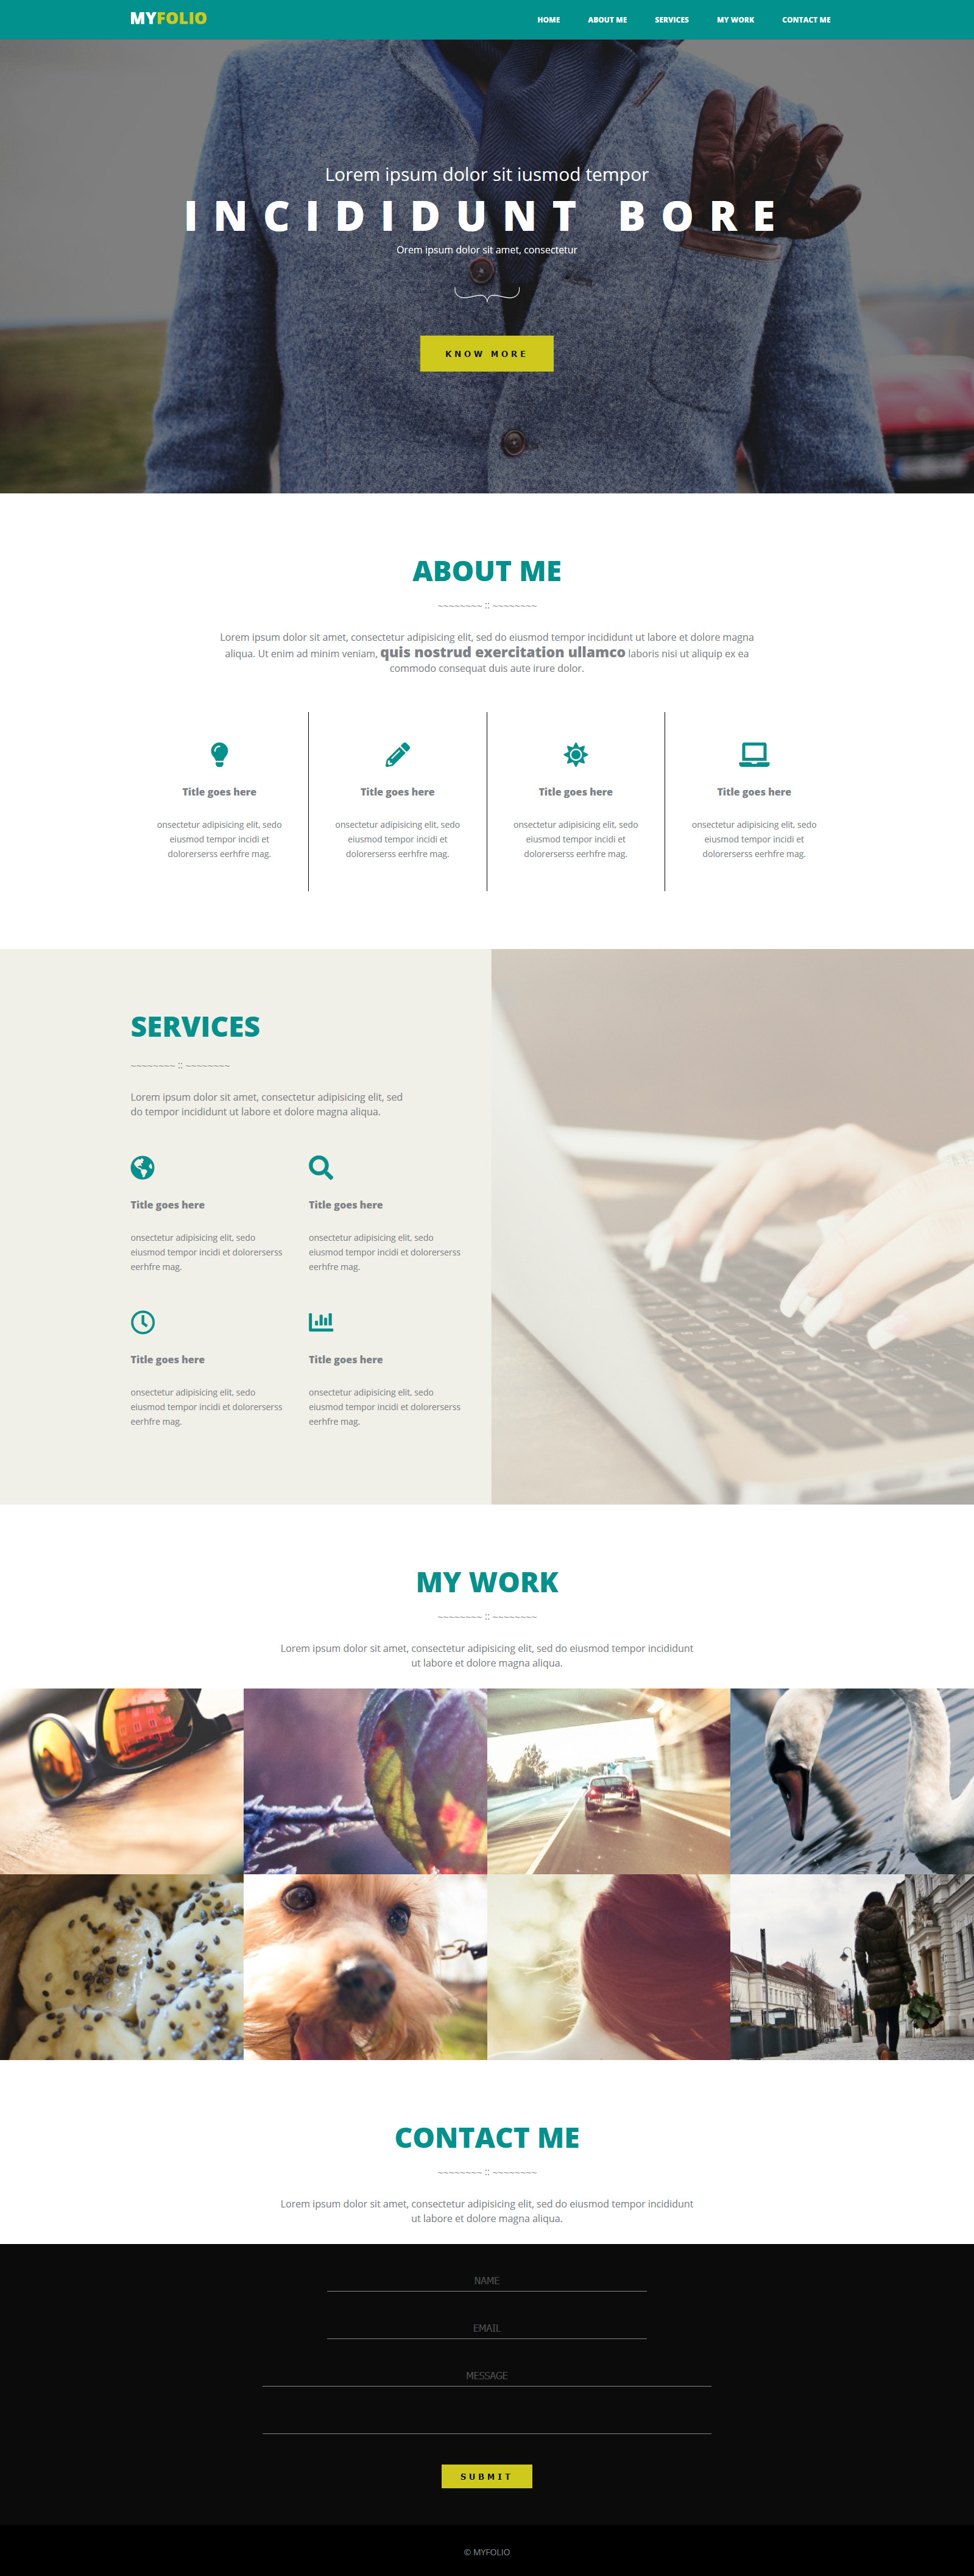 MYFOLIO
HOME ABOUT ME SERVICES MY WORK CONTACT ME
Lorem ipsum dolor sit iusmod tempor
INCIDIDUNT BORE
Orem ipsum dolor sit amet, consectetur
KNOW MORE
ABOUT ME
~~~~~~~~ :: ~~~~~~~~
Lorem ipsum dolor sit amet, consectetur adipisicing elit, sed do eiusmod tempor incididunt ut labore et dolore magna
aliqua. Ut enim ad minim veniam, quis nostrud exercitation ullamco laboris nisi ut aliquip ex ea
commodo consequat duis aute irure dolor.
Title goes here
onsectetur adipisicing elit, sedo
eiusmod tempor incidi et
dolorerserss eerhfre mag.
Title goes here
onsectetur adipisicing elit, sedo
eiusmod tempor incidi et
dolorerserss eerhfre mag.
Title goes here
onsectetur adipisicing elit, sedo
eiusmod tempor incidi et
dolorerserss eerhfre mag.
Title goes here
onsectetur adipisicing elit, sedo
eiusmod tempor incidi et
dolorerserss eerhfre mag.
SERVICES
~~~~~~~~ :: ~~~~~~~~
Lorem ipsum dolor sit amet, consectetur adipisicing elit, sed
do tempor incididunt ut labore et dolore magna aliqua.
Title goes here
onsectetur adipisicing elit, sedo
eiusmod tempor incidi et dolorerserss
eerhfre mag.
Title goes here
onsectetur adipisicing elit, sedo
eiusmod tempor incidi et dolorerserss
eerhfre mag.
Title goes here
onsectetur adipisicing elit, sedo
eiusmod tempor incidi et dolorerserss
eerhfre mag.
Title goes here
onsectetur adipisicing elit, sedo
eiusmod tempor incidi et dolorerserss
eerhfre mag.
MY WORK
~~~~~~~~ :: ~~~~~~~~
Lorem ipsum dolor sit amet, consectetur adipisicing elit, sed do eiusmod tempor incididunt
ut labore et dolore magna aliqua.
CONTACT ME
~~~~~~~~ :: ~~~~~~~~
Lorem ipsum dolor sit amet, consectetur adipisicing elit, sed do eiusmod tempor incididunt
ut labore et dolore magna aliqua.
NAME
EMAIL
MESSAGE
SUBMIT
© MYFOLIO